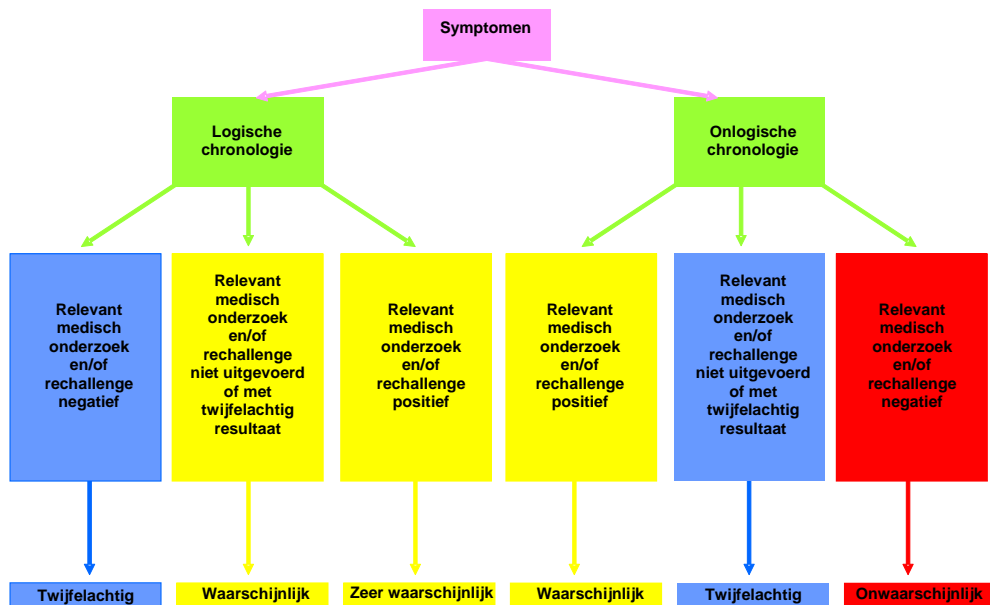 Symptomen
Logische
chronologie
Onlogische
chronologie
Relevant
medisch
onderzoek
en/of
rechallenge
negatief
Relevant
medisch
onderzoek
en/of
rechallenge
niet uitgevoerd
of met
twijfelachtig
resultaat
Relevant
medisch
onderzoek
en/of
rechallenge
positief
Relevant
medisch
onderzoek
en/of
rechallenge
positief
Relevant
medisch
onderzoek
en/of
rechallenge
niet uitgevoerd
of met
twijfelachtig
resultaat
Relevant
medisch
onderzoek
en/of
rechallenge
negatief
Twijfelachtig
Waarschijnlijk
Zeer waarschijnlijk
Waarschijnlijk
Twijfelachtig
Onwaarschijnlijk